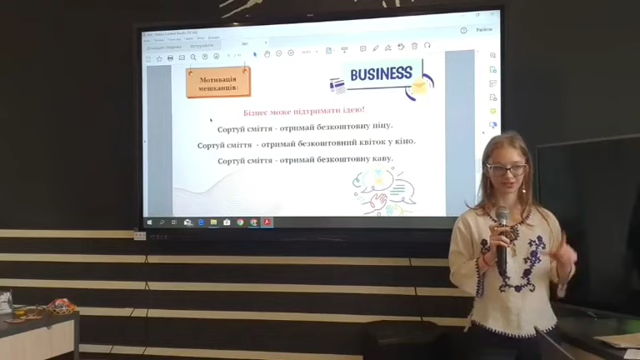 Мотивація
мешканців:
BUSINESS
Бізнес може підтримати ідею!
Сортуй сміття - отримай безкоштовну піцу.
Сортуй сміття - отримай безкоштовний квіток у кіно.
Сортуй сміття - отримай безкоштовну каву.